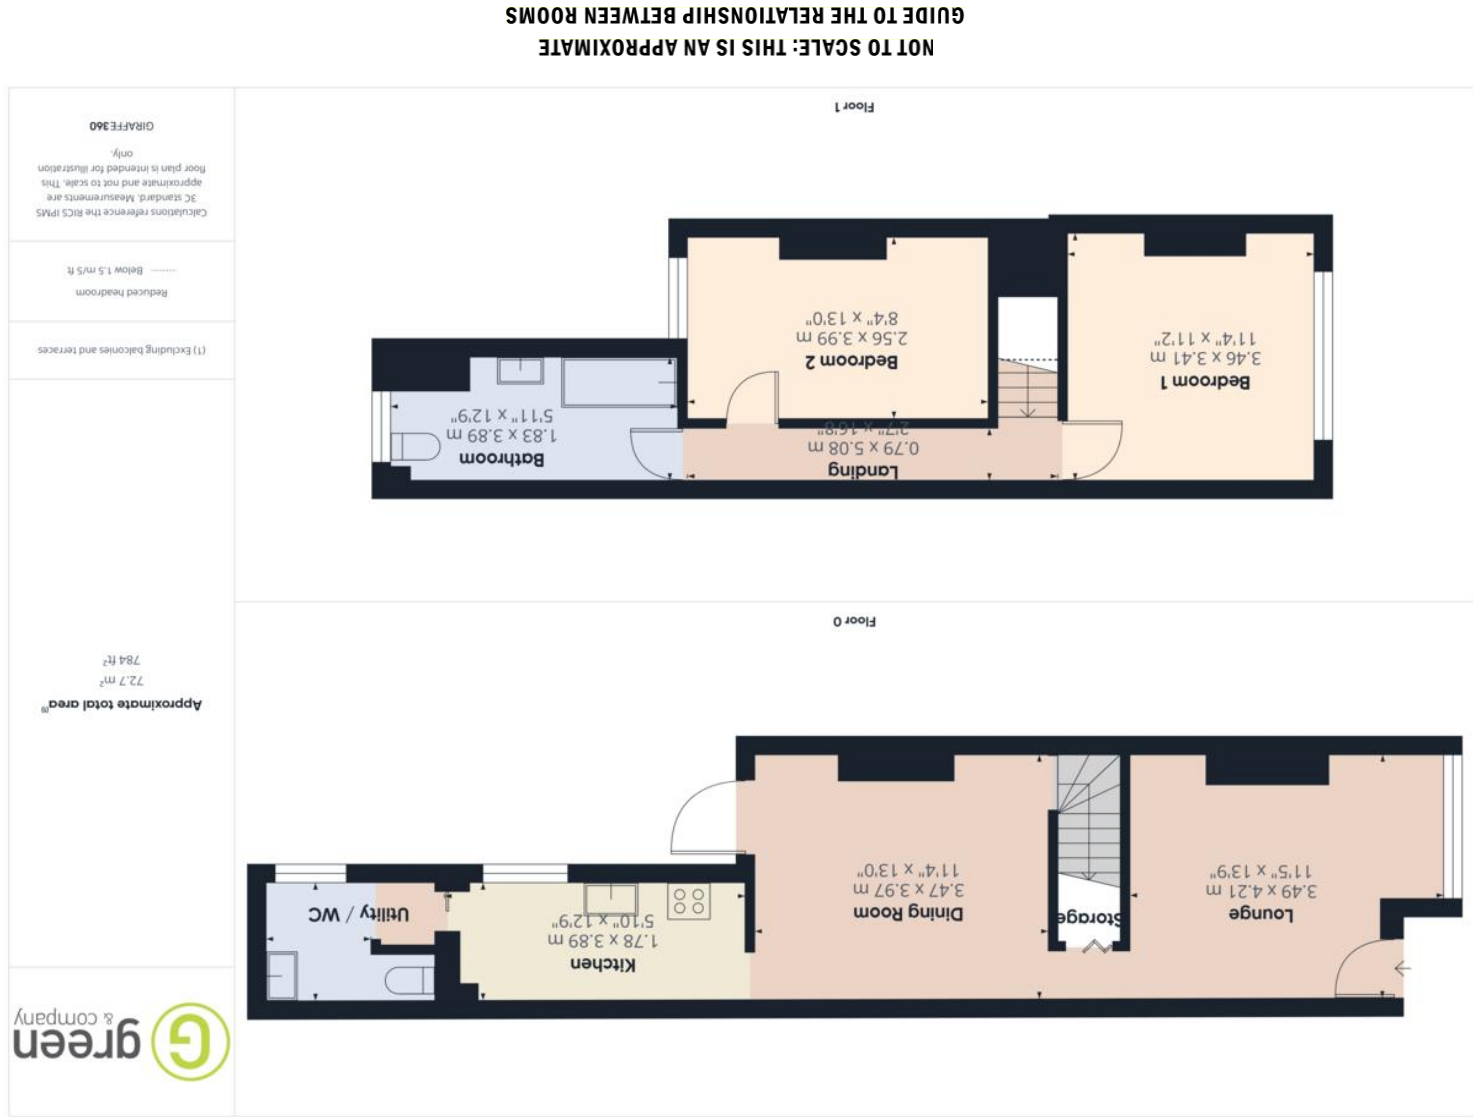 green
& company
Approximate total area(1)
72.7 m²
784 ft²
(1) Excluding balconies and terraces
Reduced headroom
Below 1.5 m/5 ft
Calculations reference the RICS IPMS
3C standard. Measurements are
approximate and not to scale. This
floor plan is intended for illustration
only.
GIRAFFE360
Lounge
3.49 x 4.21 m
11'5" x 13'9"
Storage
Dining Room
3.47 x 3.97 m
11'4" x 13'0"
Kitchen
1.78 x 3.89 m
5'10" x 12'9"
Utility / WC
Floor 0
Landing
0.79 x 5.08 m
2'7" x 16'8"
Bathroom
1.83 x 3.89 m
5'11" x 12'9"
Bedroom 1
3.46 x 3.41 m
11'4" x 11'2"
Bedroom 2
2.56 x 3.99 m
8'4" x 13'0"
Floor 1
NOT TO SCALE: THIS IS AN APPROXIMATE
GUIDE TO THE RELATIONSHIP BETWEEN ROOMS